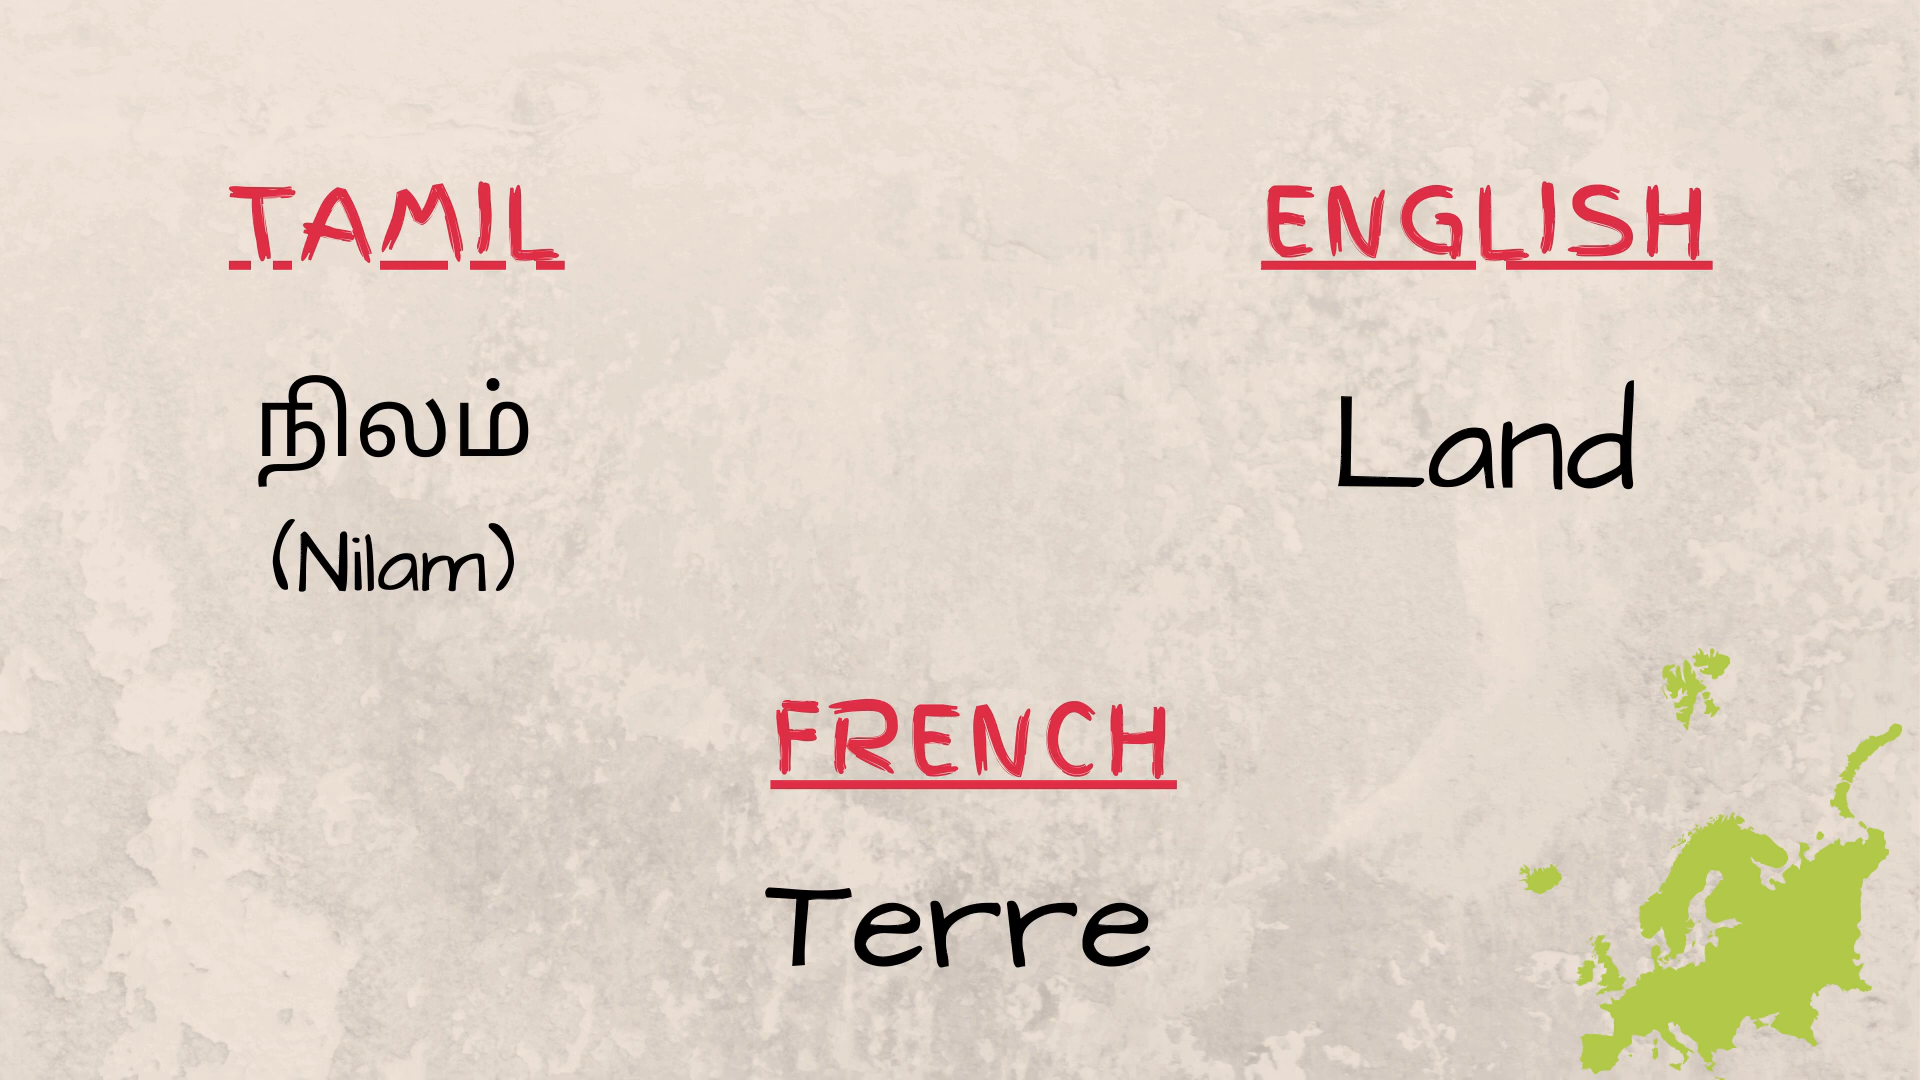 TAMIL
நிலம்
(Nilam)
ENGLISH
Land
FRENCH
Terre